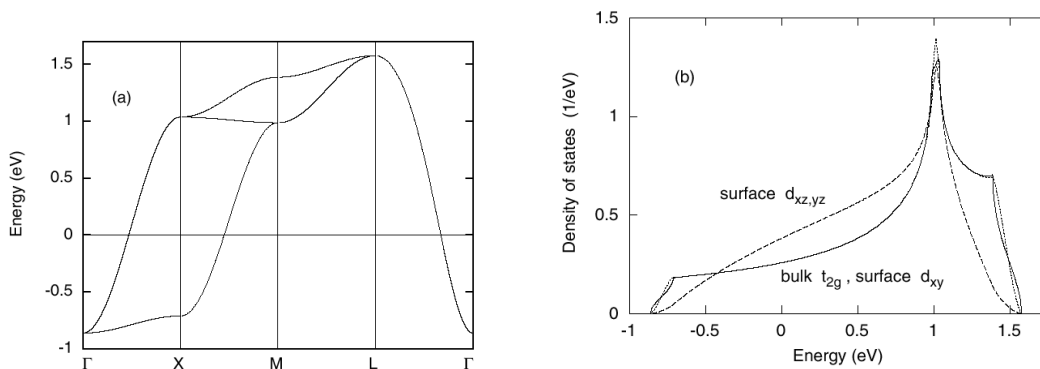 (a)
Energy (eV)
1.5
1
0.5
0
-0.5
-1
Γ X M L Γ
(b)
Density of states (1/eV)
1.5
1
0.5
0
surface d_xz,yz
bulk t_2g , surface d_xy
-1 -0.5 0 0.5 1 1.5
Energy (eV)